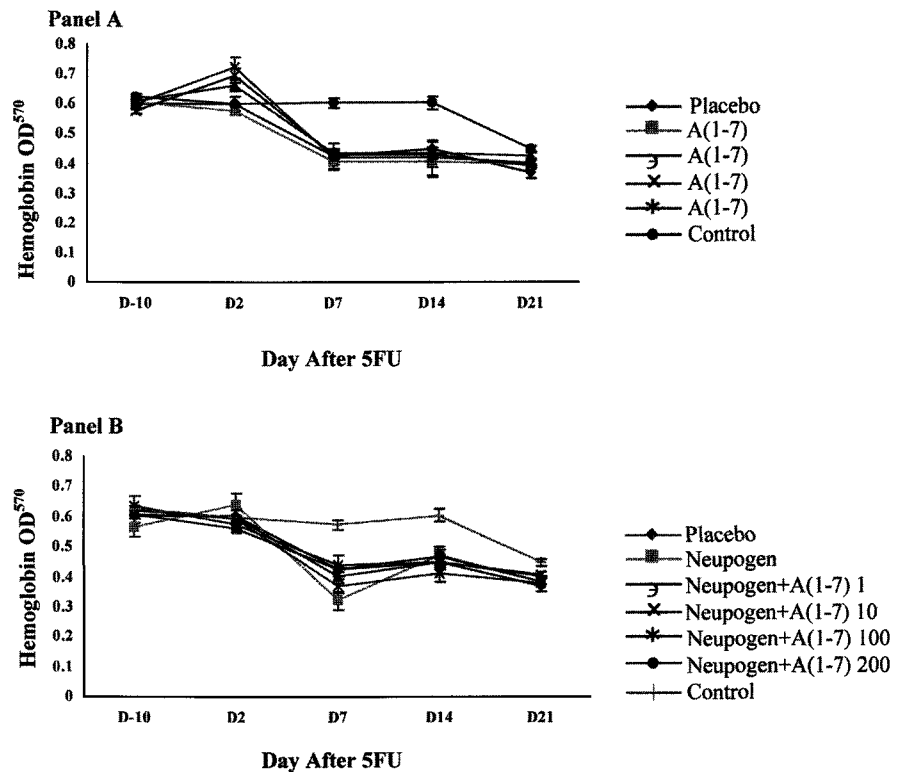 Panel A
0.8
0.7
0.6
0.5
0.4
0.3
0.2
0.1
0
Hemoglobin OD570
D-10 D2 D7 D14 D21
Day After 5FU
Placebo
A(1-7)
A(1-7)
A(1-7)
A(1-7)
Control
Panel B
0.8
0.7
0.6
0.5
0.4
0.3
0.2
0.1
0
Hemoglobin OD570
D-10 D2 D7 D14 D21
Day After 5FU
Placebo
Neupogen
Neupogen+A(1-7) 1
Neupogen+A(1-7) 10
Neupogen+A(1-7) 100
Neupogen+A(1-7) 200
Control